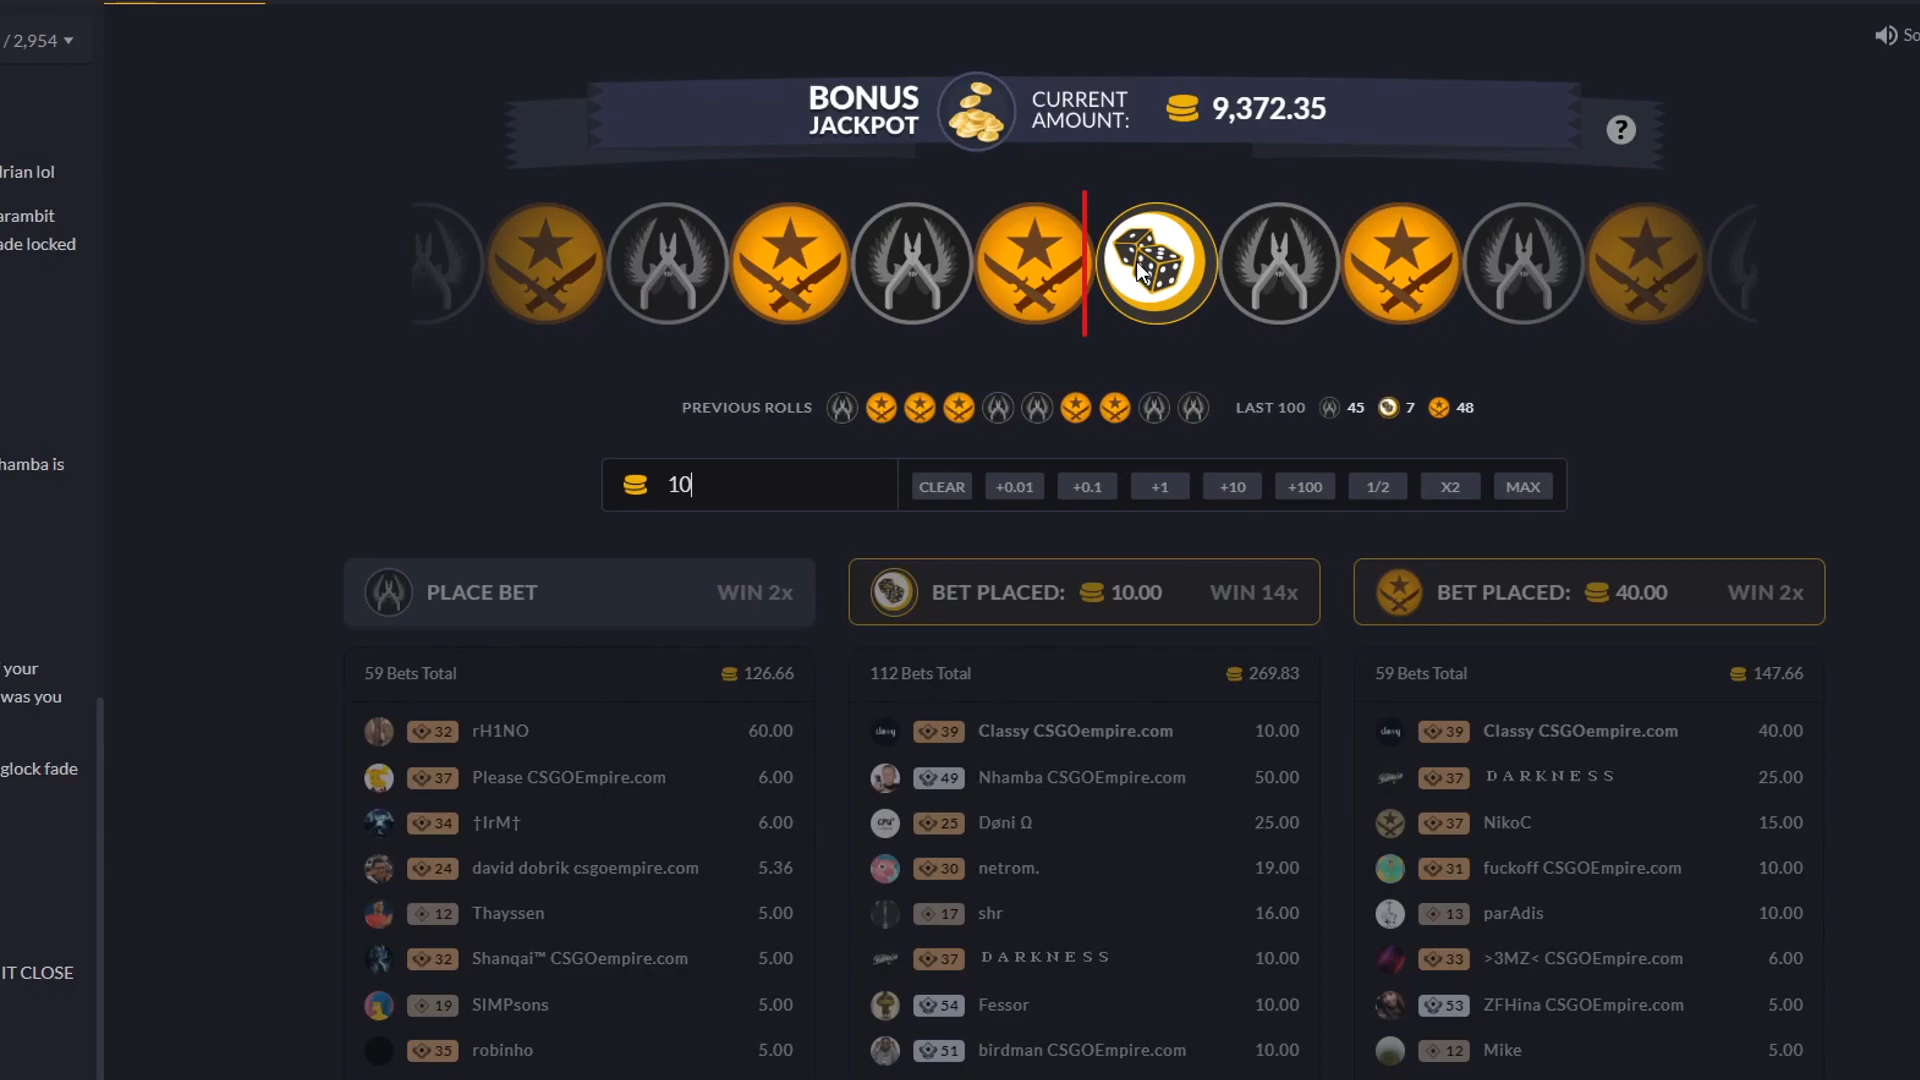 / 2,954
So
BONUS
JACKPOT
CURRENT
AMOUNT:
9,372.35
?
drian lol
arambit
ade locked
hamba is
your
was you
glock fade
IT CLOSE
PREVIOUS ROLLS
LAST 100 45 7 48
10
CLEAR +0.01 +0.1 +1 +10 +100 1/2 X2 MAX
PLACE BET WIN 2x
59 Bets Total 126.66
32 rH1NO 60.00
37 Please CSGOEmpire.com 6.00
34 †IrM† 6.00
24 david dobrik csgoempire.com 5.36
12 Thayssen 5.00
32 Shanqai™ CSGOempire.com 5.00
19 SIMPsons 5.00
35 robinho 5.00
BET PLACED: 10.00 WIN 14x
112 Bets Total 269.83
39 Classy CSGOempire.com 10.00
49 Nhamba CSGOEmpire.com 50.00
25 Døni Ω 25.00
30 netrom. 19.00
17 shr 16.00
37 DARKNESS 10.00
54 Fessor 10.00
51 birdman CSGOEmpire.com 10.00
BET PLACED: 40.00 WIN 2x
59 Bets Total 147.66
39 Classy CSGOempire.com 40.00
37 DARKNESS 25.00
37 NikoC 15.00
31 fuckoff CSGOEmpire.com 10.00
13 parAdis 10.00
33 >3MZ< CSGOEmpire.com 6.00
53 ZFHina CSGOEmpire.com 5.00
12 Mike 5.00